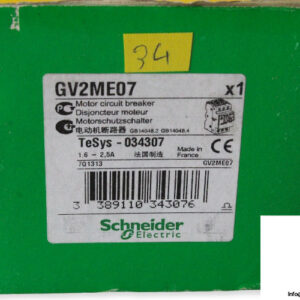 34
GV2ME07
x1
Motor circuit breaker
Disjoncteur moteur
Motorschutzschalter
电动机断路器 GB14048.2 GB14048.4
TeSys - 034307
1.6 - 2,5A 法国制造
Made in
France
7Q1313
GV2ME07
3 389110 343076
Schneider
Electric